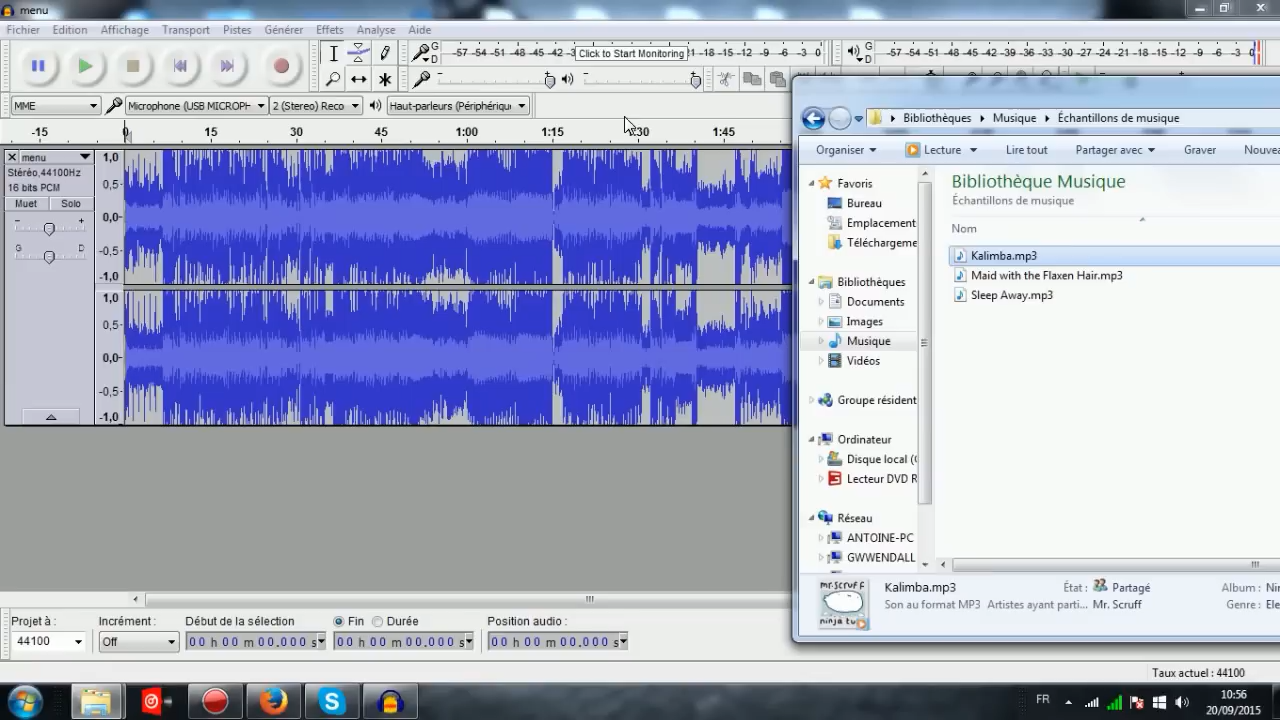 menu
Fichier Edition Affichage Transport Pistes Générer Effets Analyse Aide
-57 -54 -51 -48 -45 -42 Click to Start Monitoring -18 -15 -12 -9 -6 -3 0
-57 -54 -51 -48 -45 -42 -39 -36 -33 -30 -27 -24 -21 -18 -15 -12 -9 -6 -3 0
MME Microphone (USB MICROPH 2 (Stereo) Reco Haut-parleurs (Périphérique
-15 0 15 30 45 1:00 1:15 1:30 1:45
menu
Stéréo,44100Hz
16 bits PCM
Muet Solo
- +
G D
1,0
0,5
0,0
-0,5
-1,0
1,0
0,5
0,0
-0,5
-1,0
Bibliothèques Musique Échantillons de musique
Organiser Lecture Lire tout Partager avec Graver Nouvea
Favoris
Bureau
Emplacement
Téléchargeme
Bibliothèques
Documents
Images
Musique
Vidéos
Groupe résident
Ordinateur
Disque local (
Lecteur DVD R
Réseau
ANTOINE-PC
GWWENDALL
Bibliothèque Musique
Échantillons de musique
Nom
Kalimba.mp3
Maid with the Flaxen Hair.mp3
Sleep Away.mp3
mr.scruff
ninja tu
Kalimba.mp3 État : Partagé Album : Nin
Son au format MP3 Artistes ayant parti... Mr. Scruff Genre : Ele
Projet à : Incrément : Début de la sélection Fin Durée Position audio :
44100 Off 00 h 00 m 00.000 s 00 h 00 m 00.000 s 00 h 00 m 00.000 s
Taux actuel : 44100
FR 10:56
20/09/2015